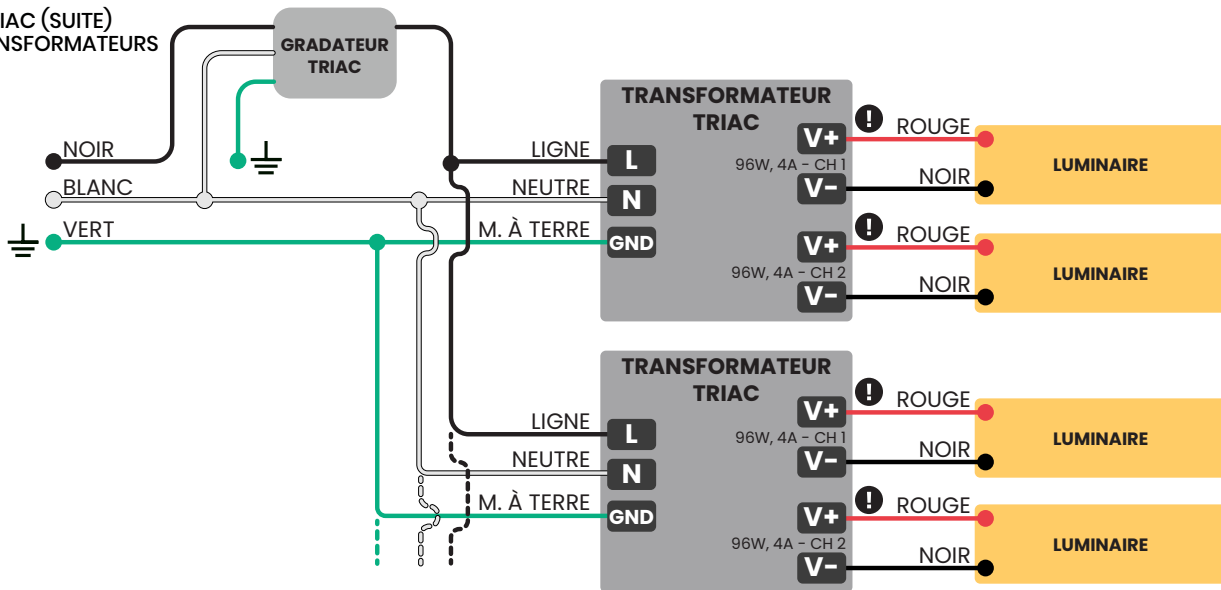 (SUITE)
GRADATEUR
TRIAC
NOIR
BLANC
VERT
TRANSFORMATEUR
TRIAC
LIGNE
L
NEUTRE
N
M. À TERRE
GND
V+
96W, 4A - CH 1
V-
V+
96W, 4A - CH 2
V-
!
ROUGE
NOIR
LUMINAIRE
!
ROUGE
NOIR
LUMINAIRE
TRANSFORMATEUR
TRIAC
LIGNE
L
NEUTRE
N
M. À TERRE
GND
V+
96W, 4A - CH 1
V-
V+
96W, 4A - CH 2
V-
!
ROUGE
NOIR
LUMINAIRE
!
ROUGE
NOIR
LUMINAIRE